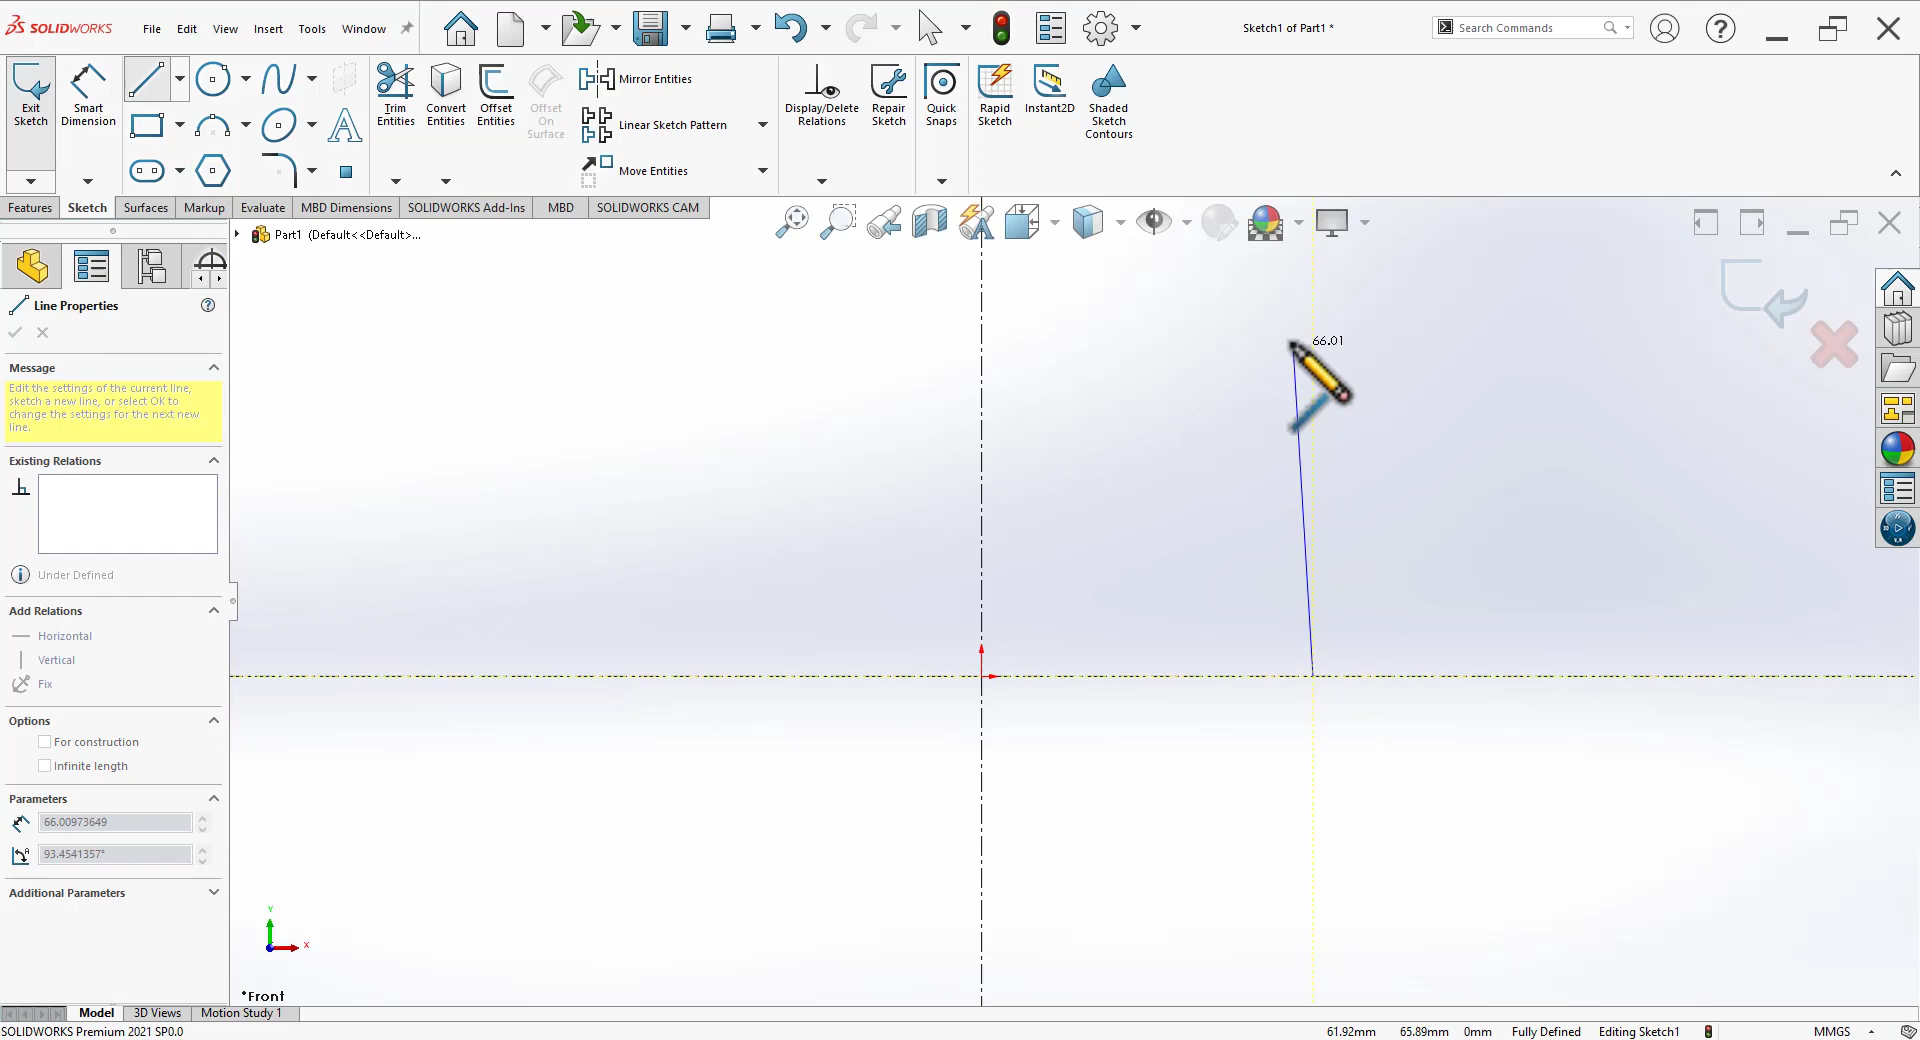 SOLIDWORKS File Edit View Insert Tools Window Sketch1 of Part1 * Search Commands
Exit Sketch
Smart Dimension
Trim Entities
Convert Entities
Offset Entities
Offset On Surface
Mirror Entities
Linear Sketch Pattern
Move Entities
Display/Delete Relations
Repair Sketch
Quick Snaps
Rapid Sketch
Instant2D
Shaded Sketch Contours
Features Sketch Surfaces Markup Evaluate MBD Dimensions SOLIDWORKS Add-Ins MBD SOLIDWORKS CAM
Part1 (Default<<Default>...
Line Properties
Message
Edit the settings of the current line,
sketch a new line, or select OK to
change the settings for the next new
line.
Existing Relations
Under Defined
Add Relations
Horizontal
Vertical
Fix
Options
For construction
Infinite length
Parameters
66.00973649
93.4541357°
Additional Parameters
66.01
Y
X
*Front
Model 3D Views Motion Study 1
SOLIDWORKS Premium 2021 SP0.0 61.92mm 65.89mm 0mm Fully Defined Editing Sketch1 MMGS